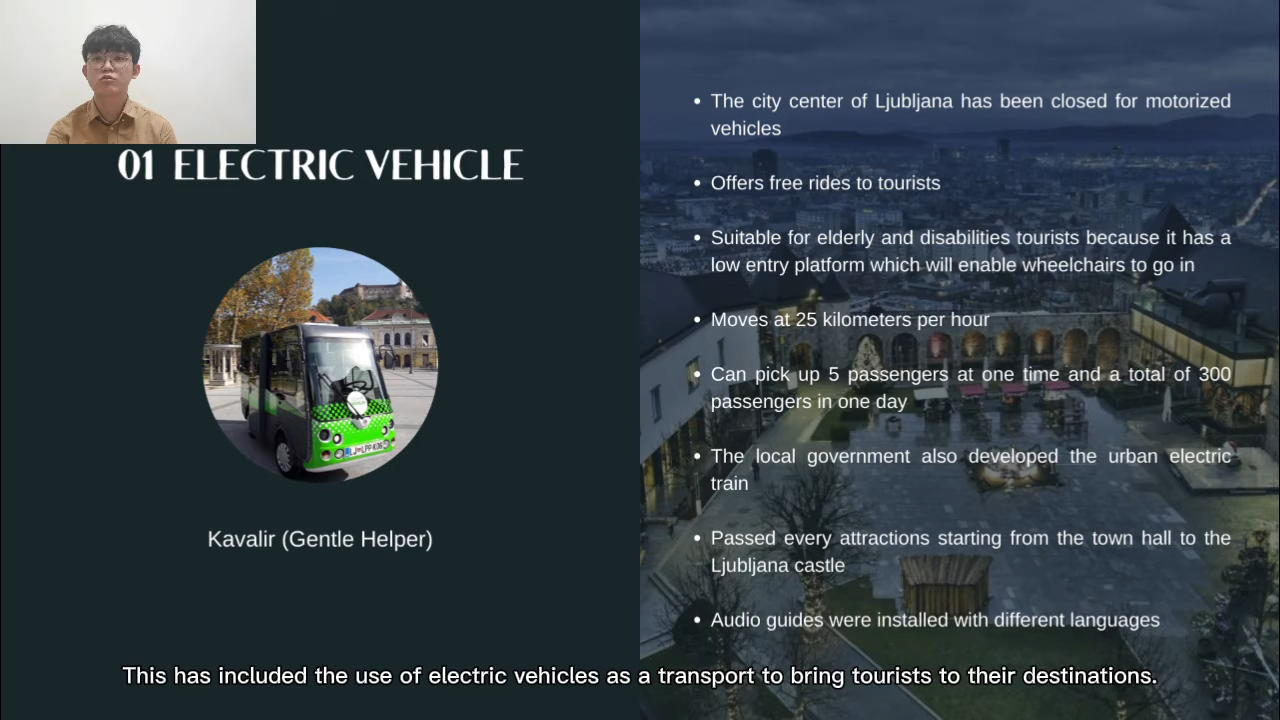 01 ELECTRIC VEHICLE
Kavalir (Gentle Helper)
• The city center of Ljubljana has been closed for motorized
vehicles
• Offers free rides to tourists
• Suitable for elderly and disabilities tourists because it has a
low entry platform which will enable wheelchairs to go in
• Moves at 25 kilometers per hour
• Can pick up 5 passengers at one time and a total of 300
passengers in one day
• The local government also developed the urban electric
train
• Passed every attractions starting from the town hall to the
Ljubljana castle
• Audio guides were installed with different languages
This has included the use of electric vehicles as a transport to bring tourists to their destinations.